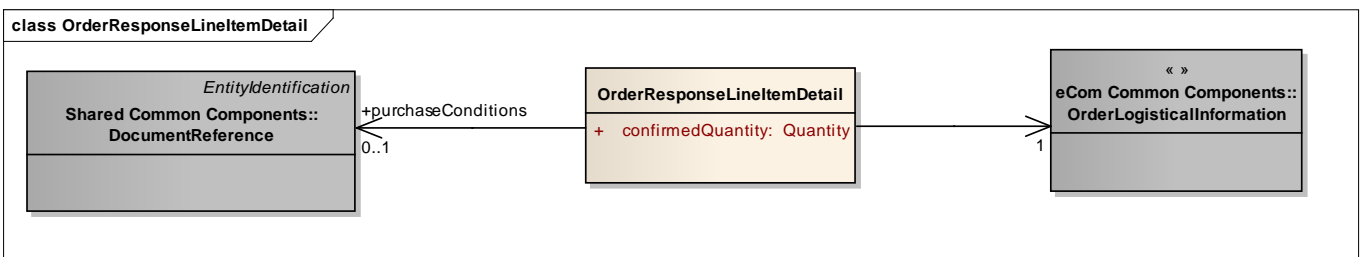 class OrderResponseLineItemDetail
EntityIdentification
Shared Common Components::
DocumentReference
+purchaseConditions
0..1
OrderResponseLineItemDetail
+ confirmedQuantity: Quantity
1
« »
eCom Common Components::
OrderLogisticalInformation